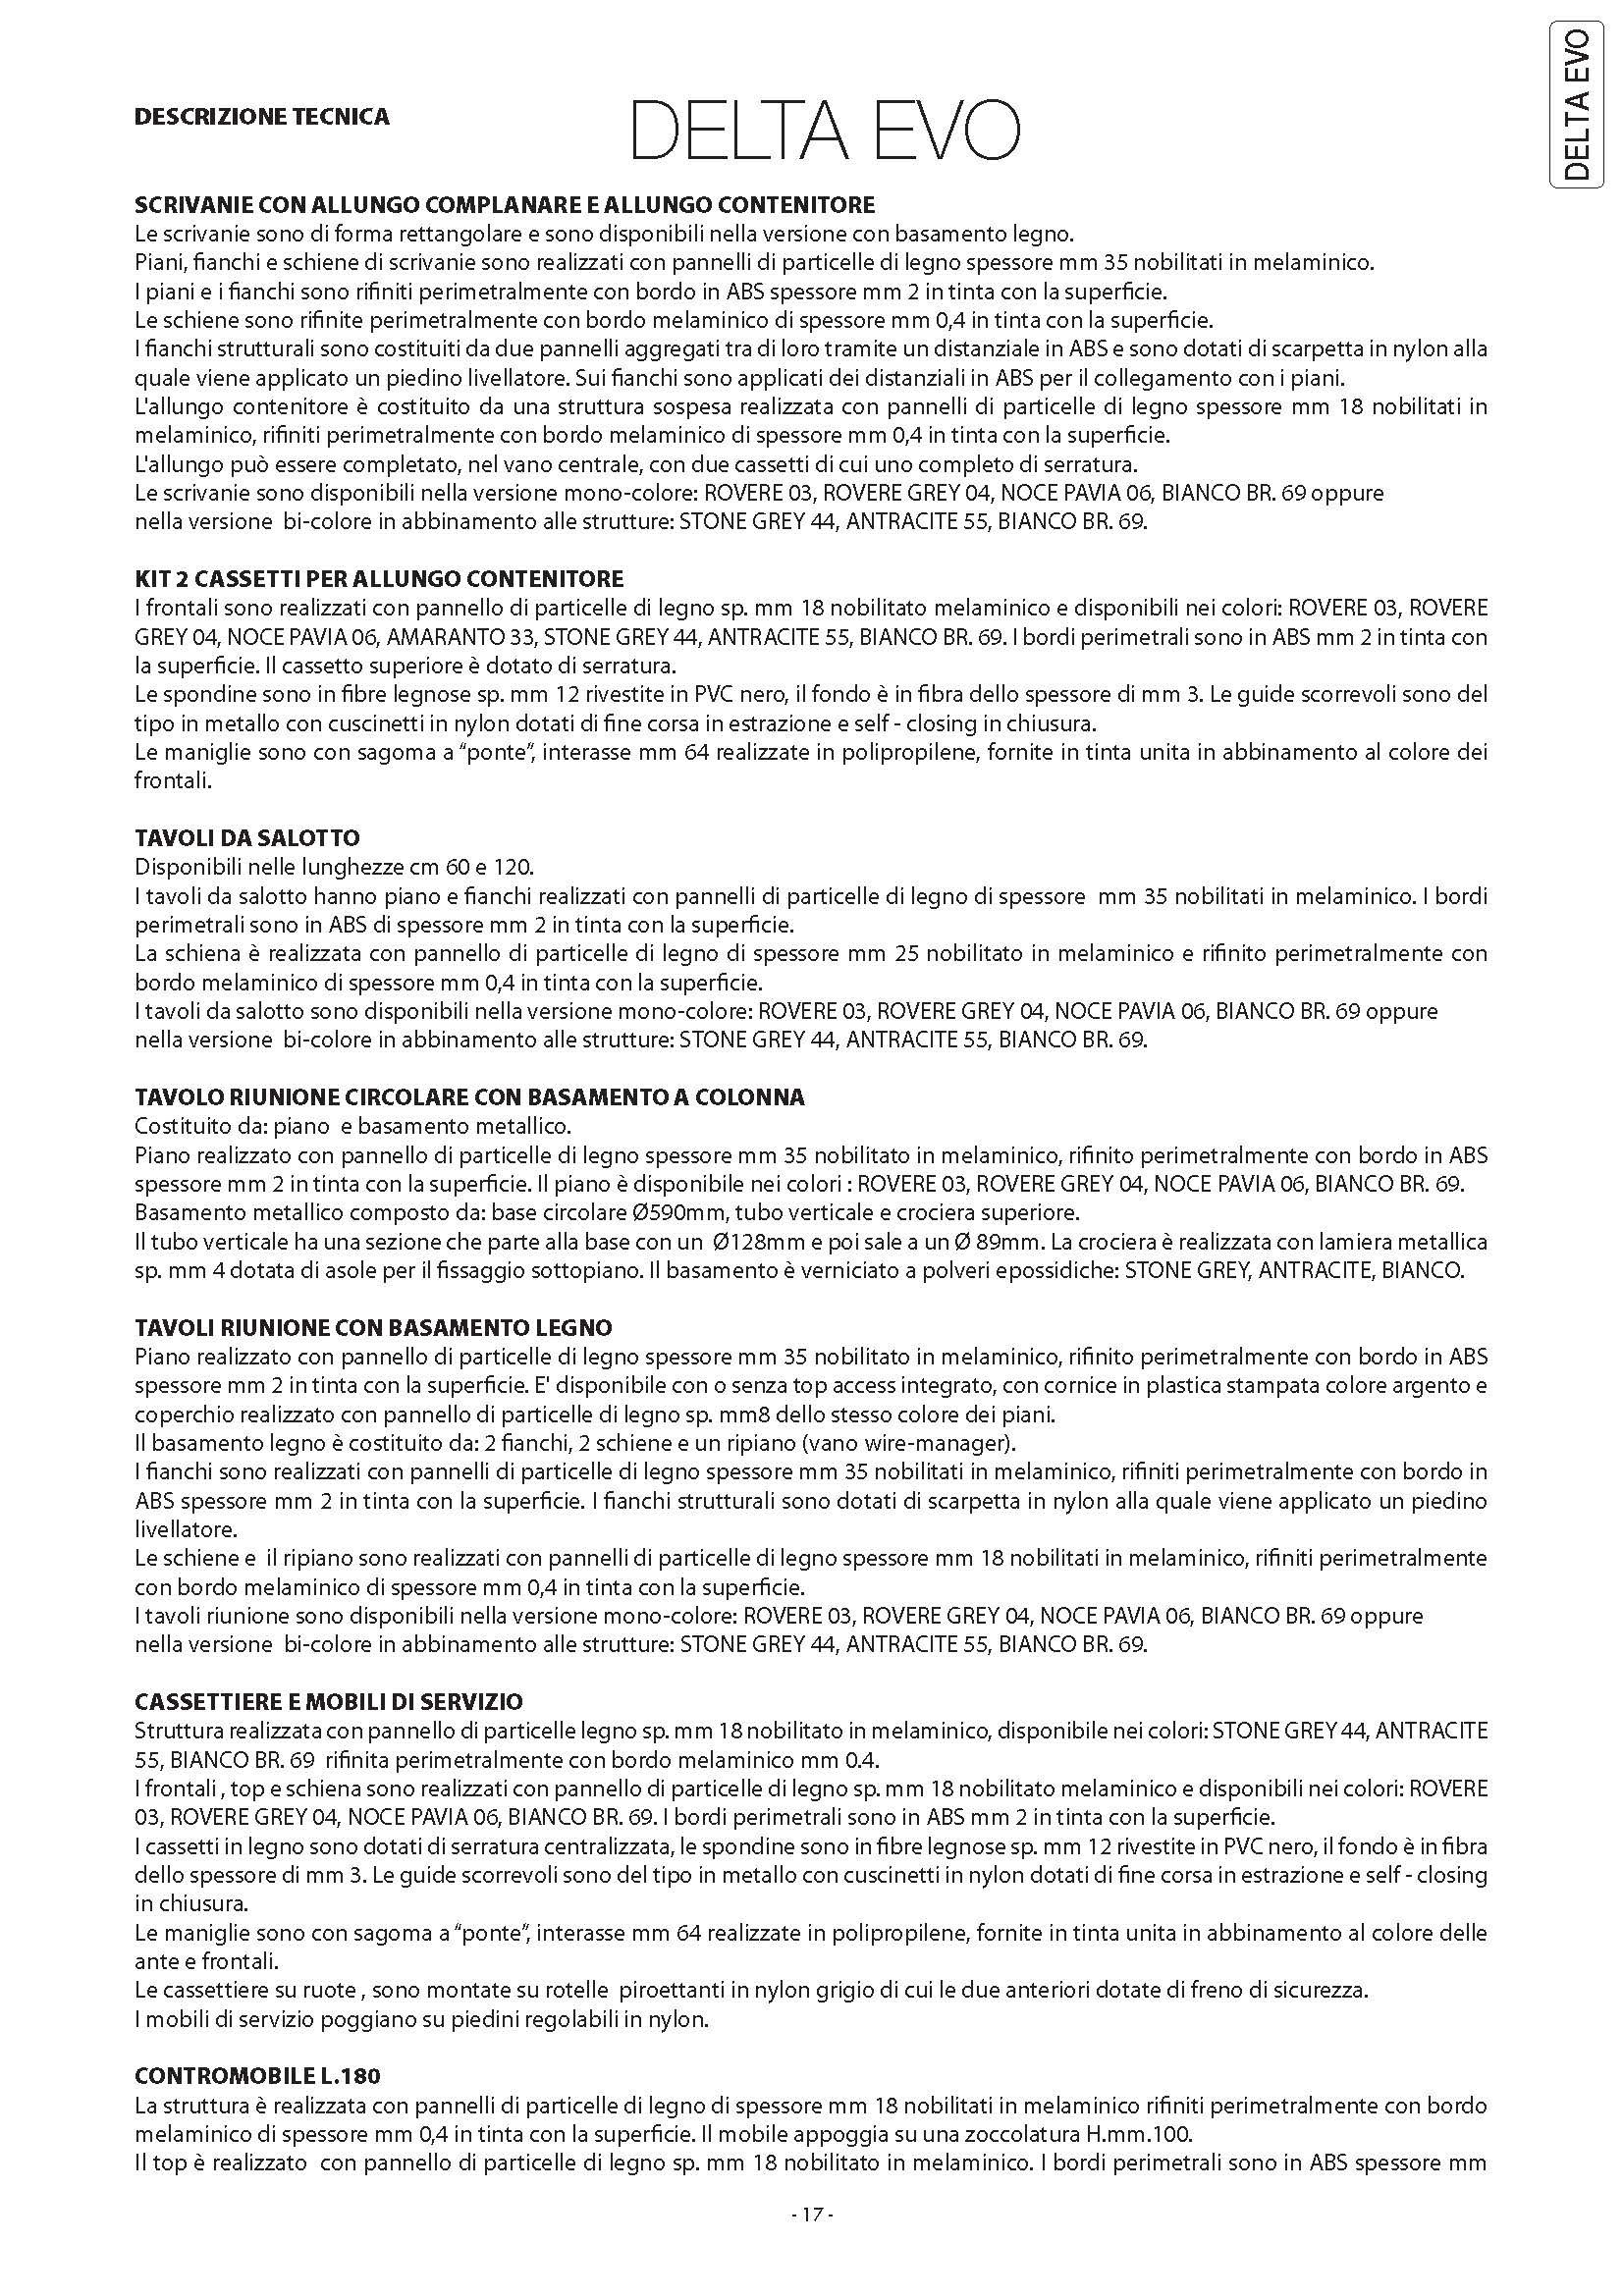 DELTA EVO
DESCRIZIONE TECNICA
DELTA EVO
SCRIVANIE CON ALLUNGO COMPLANARE E ALLUNGO CONTENITORE
Le scrivanie sono di forma rettangolare e sono disponibili nella versione con basamento legno.
Piani, fianchi e schiene di scrivanie sono realizzati con pannelli di particelle di legno spessore mm 35 nobilitati in melaminico.
I piani e i fianchi sono rifiniti perimetralmente con bordo in ABS spessore mm 2 in tinta con la superficie.
Le schiene sono rifinite perimetralmente con bordo melaminico di spessore mm 0,4 in tinta con la superficie.
I fianchi strutturali sono costituiti da due pannelli aggregati tra di loro tramite un distanziale in ABS e sono dotati di scarpetta in nylon alla
quale viene applicato un piedino livellatore. Sui fianchi sono applicati dei distanziali in ABS per il collegamento con i piani.
L'allungo contenitore è costituito da una struttura sospesa realizzata con pannelli di particelle di legno spessore mm 18 nobilitati in
melaminico, rifiniti perimetralmente con bordo melaminico di spessore mm 0,4 in tinta con la superficie.
L'allungo può essere completato, nel vano centrale, con due cassetti di cui uno completo di serratura.
Le scrivanie sono disponibili nella versione mono-colore: ROVERE 03, ROVERE GREY 04, NOCE PAVIA 06, BIANCO BR. 69 oppure
nella versione  bi-colore in abbinamento alle strutture: STONE GREY 44, ANTRACITE 55, BIANCO BR. 69.
KIT 2 CASSETTI PER ALLUNGO CONTENITORE
I frontali sono realizzati con pannello di particelle di legno sp. mm 18 nobilitato melaminico e disponibili nei colori: ROVERE 03, ROVERE
GREY 04, NOCE PAVIA 06, AMARANTO 33, STONE GREY 44, ANTRACITE 55, BIANCO BR. 69. I bordi perimetrali sono in ABS mm 2 in tinta con
la superficie. Il cassetto superiore è dotato di serratura.
Le spondine sono in fibre legnose sp. mm 12 rivestite in PVC nero, il fondo è in fibra dello spessore di mm 3. Le guide scorrevoli sono del
tipo in metallo con cuscinetti in nylon dotati di fine corsa in estrazione e self - closing in chiusura.
Le maniglie sono con sagoma a “ponte”, interasse mm 64 realizzate in polipropilene, fornite in tinta unita in abbinamento al colore dei
frontali.
TAVOLI DA SALOTTO
Disponibili nelle lunghezze cm 60 e 120.
I tavoli da salotto hanno piano e fianchi realizzati con pannelli di particelle di legno di spessore  mm 35 nobilitati in melaminico. I bordi
perimetrali sono in ABS di spessore mm 2 in tinta con la superficie.
La schiena è realizzata con pannello di particelle di legno di spessore mm 25 nobilitato in melaminico e rifinito perimetralmente con
bordo melaminico di spessore mm 0,4 in tinta con la superficie.
I tavoli da salotto sono disponibili nella versione mono-colore: ROVERE 03, ROVERE GREY 04, NOCE PAVIA 06, BIANCO BR. 69 oppure
nella versione  bi-colore in abbinamento alle strutture: STONE GREY 44, ANTRACITE 55, BIANCO BR. 69.
TAVOLO RIUNIONE CIRCOLARE CON BASAMENTO A COLONNA
Costituito da: piano  e basamento metallico.
Piano realizzato con pannello di particelle di legno spessore mm 35 nobilitato in melaminico, rifinito perimetralmente con bordo in ABS
spessore mm 2 in tinta con la superficie. Il piano è disponibile nei colori : ROVERE 03, ROVERE GREY 04, NOCE PAVIA 06, BIANCO BR. 69.
Basamento metallico composto da: base circolare Ø590mm, tubo verticale e crociera superiore.
Il tubo verticale ha una sezione che parte alla base con un  Ø128mm e poi sale a un Ø 89mm. La crociera è realizzata con lamiera metallica
sp. mm 4 dotata di asole per il fissaggio sottopiano. Il basamento è verniciato a polveri epossidiche: STONE GREY, ANTRACITE, BIANCO.
TAVOLI RIUNIONE CON BASAMENTO LEGNO
Piano realizzato con pannello di particelle di legno spessore mm 35 nobilitato in melaminico, rifinito perimetralmente con bordo in ABS
spessore mm 2 in tinta con la superficie. E' disponibile con o senza top access integrato, con cornice in plastica stampata colore argento e
coperchio realizzato con pannello di particelle di legno sp. mm8 dello stesso colore dei piani.
Il basamento legno è costituito da: 2 fianchi, 2 schiene e un ripiano (vano wire-manager).
I fianchi sono realizzati con pannelli di particelle di legno spessore mm 35 nobilitati in melaminico, rifiniti perimetralmente con bordo in
ABS spessore mm 2 in tinta con la superficie. I fianchi strutturali sono dotati di scarpetta in nylon alla quale viene applicato un piedino
livellatore.
Le schiene e  il ripiano sono realizzati con pannelli di particelle di legno spessore mm 18 nobilitati in melaminico, rifiniti perimetralmente
con bordo melaminico di spessore mm 0,4 in tinta con la superficie.
I tavoli riunione sono disponibili nella versione mono-colore: ROVERE 03, ROVERE GREY 04, NOCE PAVIA 06, BIANCO BR. 69 oppure
nella versione  bi-colore in abbinamento alle strutture: STONE GREY 44, ANTRACITE 55, BIANCO BR. 69.
CASSETTIERE E MOBILI DI SERVIZIO
Struttura realizzata con pannello di particelle legno sp. mm 18 nobilitato in melaminico, disponibile nei colori: STONE GREY 44, ANTRACITE
55, BIANCO BR. 69  rifinita perimetralmente con bordo melaminico mm 0.4.
I frontali , top e schiena sono realizzati con pannello di particelle di legno sp. mm 18 nobilitato melaminico e disponibili nei colori: ROVERE
03, ROVERE GREY 04, NOCE PAVIA 06, BIANCO BR. 69. I bordi perimetrali sono in ABS mm 2 in tinta con la superficie.
I cassetti in legno sono dotati di serratura centralizzata, le spondine sono in fibre legnose sp. mm 12 rivestite in PVC nero, il fondo è in fibra
dello spessore di mm 3. Le guide scorrevoli sono del tipo in metallo con cuscinetti in nylon dotati di fine corsa in estrazione e self - closing
in chiusura.
Le maniglie sono con sagoma a “ponte”, interasse mm 64 realizzate in polipropilene, fornite in tinta unita in abbinamento al colore delle
ante e frontali.
Le cassettiere su ruote , sono montate su rotelle  piroettanti in nylon grigio di cui le due anteriori dotate di freno di sicurezza.
I mobili di servizio poggiano su piedini regolabili in nylon.
CONTROMOBILE L.180
La struttura è realizzata con pannelli di particelle di legno di spessore mm 18 nobilitati in melaminico rifiniti perimetralmente con bordo
melaminico di spessore mm 0,4 in tinta con la superficie. Il mobile appoggia su una zoccolatura H.mm.100.
Il top è realizzato  con pannello di particelle di legno sp. mm 18 nobilitato in melaminico. I bordi perimetrali sono in ABS spessore mm
- 17 -